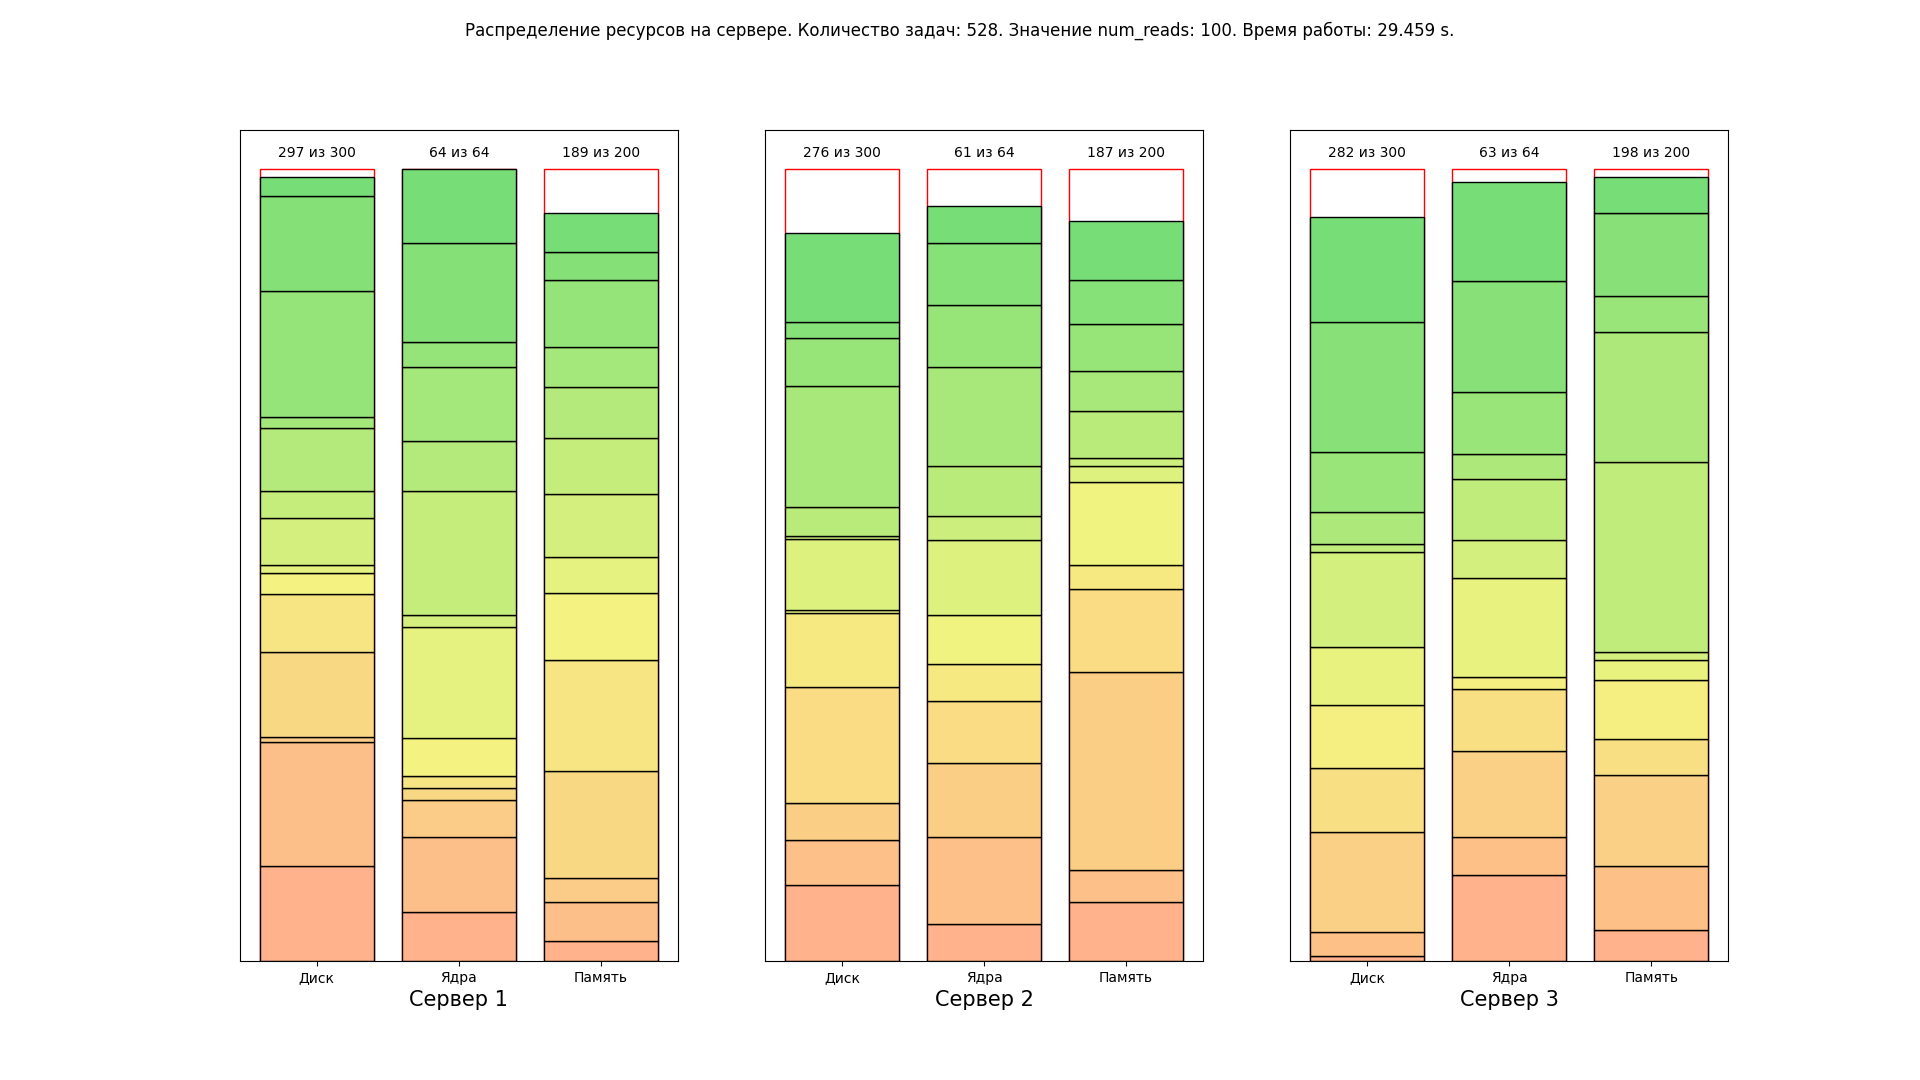 Распределение ресурсов на сервере. Количество задач: 528. Значение num_reads: 100. Время работы: 29.459 s.
297 из 300 64 из 64 189 из 200
Диск Ядра Память
Сервер 1
276 из 300 61 из 64 187 из 200
Диск Ядра Память
Сервер 2
282 из 300 63 из 64 198 из 200
Диск Ядра Память
Сервер 3